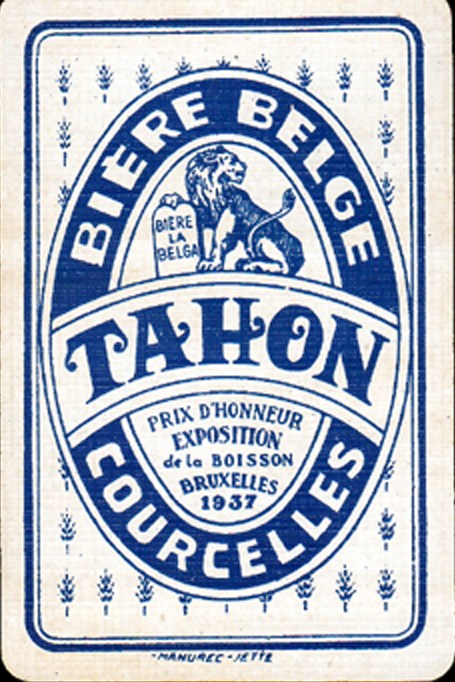 BIÈRE BELGE
BIÈRE
LA
BELGA
TAHON
PRIX D'HONNEUR
EXPOSITION
de la BOISSON
BRUXELLES
1937
COURCELLES
-MANUREC-JETTE